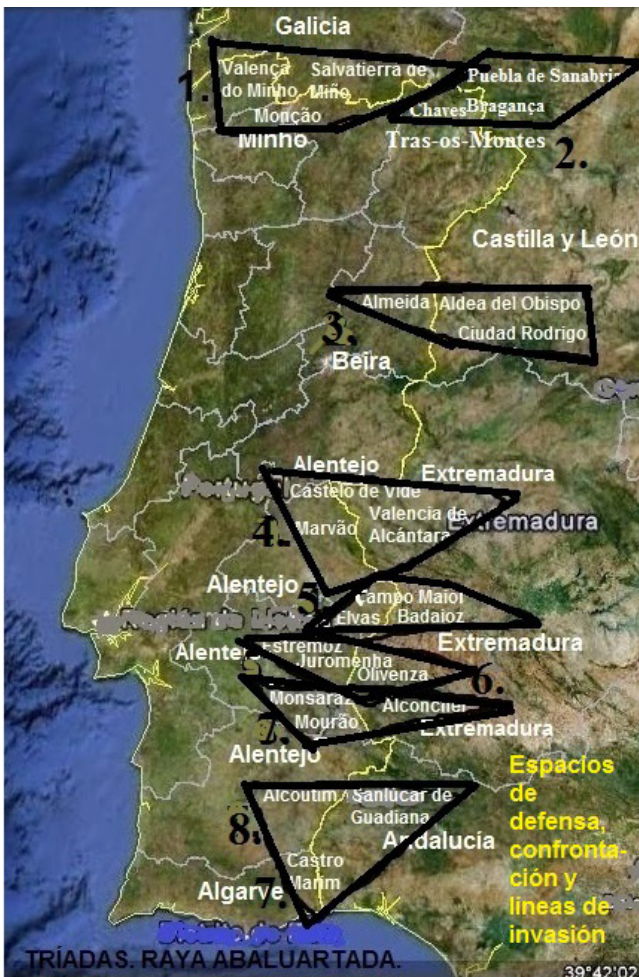 Galicia
1. Valença do Minho
Salvatierra de Miño
Monção
Minho
Puebla de Sanabria
Chaves Bragança
Tras-os-Montes
2.
Castilla y León
3.
Almeida Aldea del Obispo
Ciudad Rodrigo
Beira
Alentejo
Extremadura
Castelo de Vide
4.
Marvão
Valencia de Alcántara
Extremadura
Alentejo
5.
Campo Maior
Elvas Badajoz
Extremadura
Alentejo
Estremoz
Juromenha
Olivenza
6.
Monsaraz
Alconchel
7.
Mourão
Extremadura
Alentejo
Alcoutim
Sanlúcar de Guadiana
8.
Andalucía
Castro Marim
Algarve
7.
Espacios
de
defensa,
confronta-
ción y
lineas de
invasión
TRÍADAS. RAYA ABALUARTADA.
39°42'02